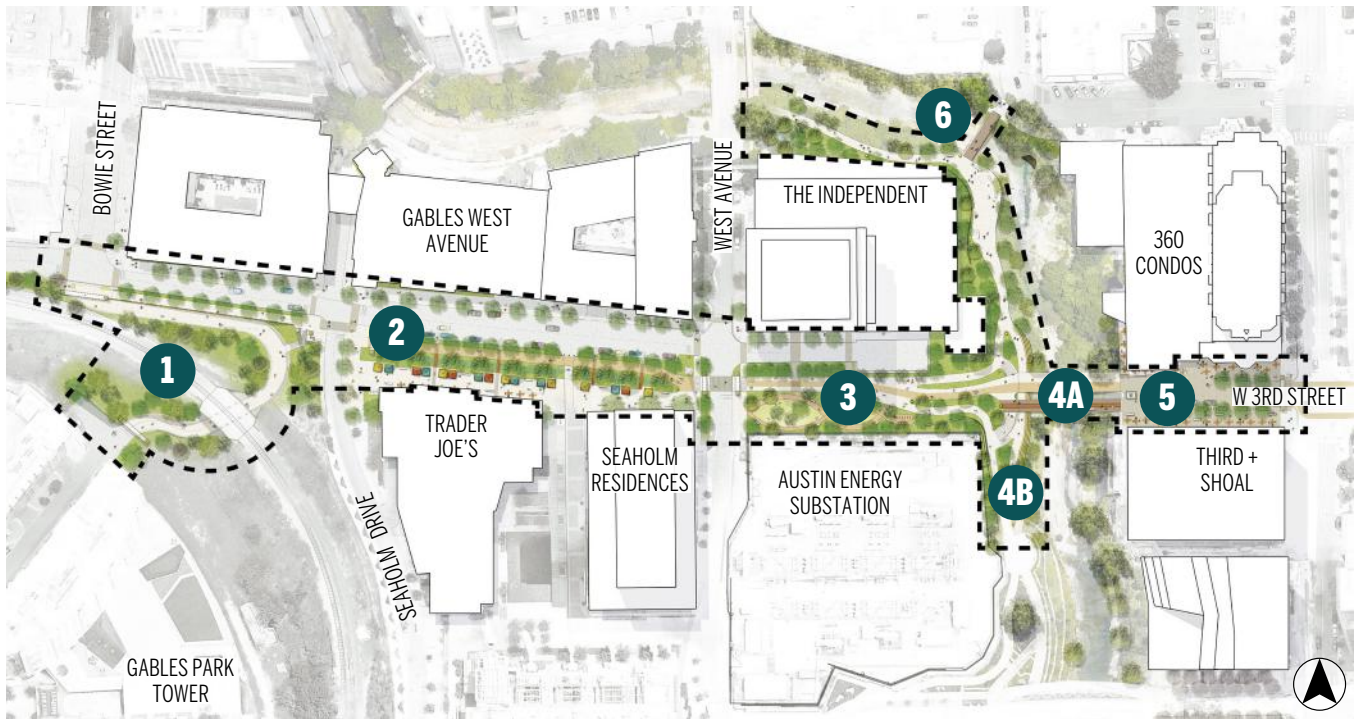 BOWIE STREET
GABLES WEST
AVENUE
WEST AVENUE
THE INDEPENDENT
6
360
CONDOS
1
2
3
4A
5
W 3RD STREET
TRADER
JOE'S
SEAHOLM
RESIDENCES
AUSTIN ENERGY
SUBSTATION
4B
THIRD +
SHOAL
SEAHOLM DRIVE
GABLES PARK
TOWER